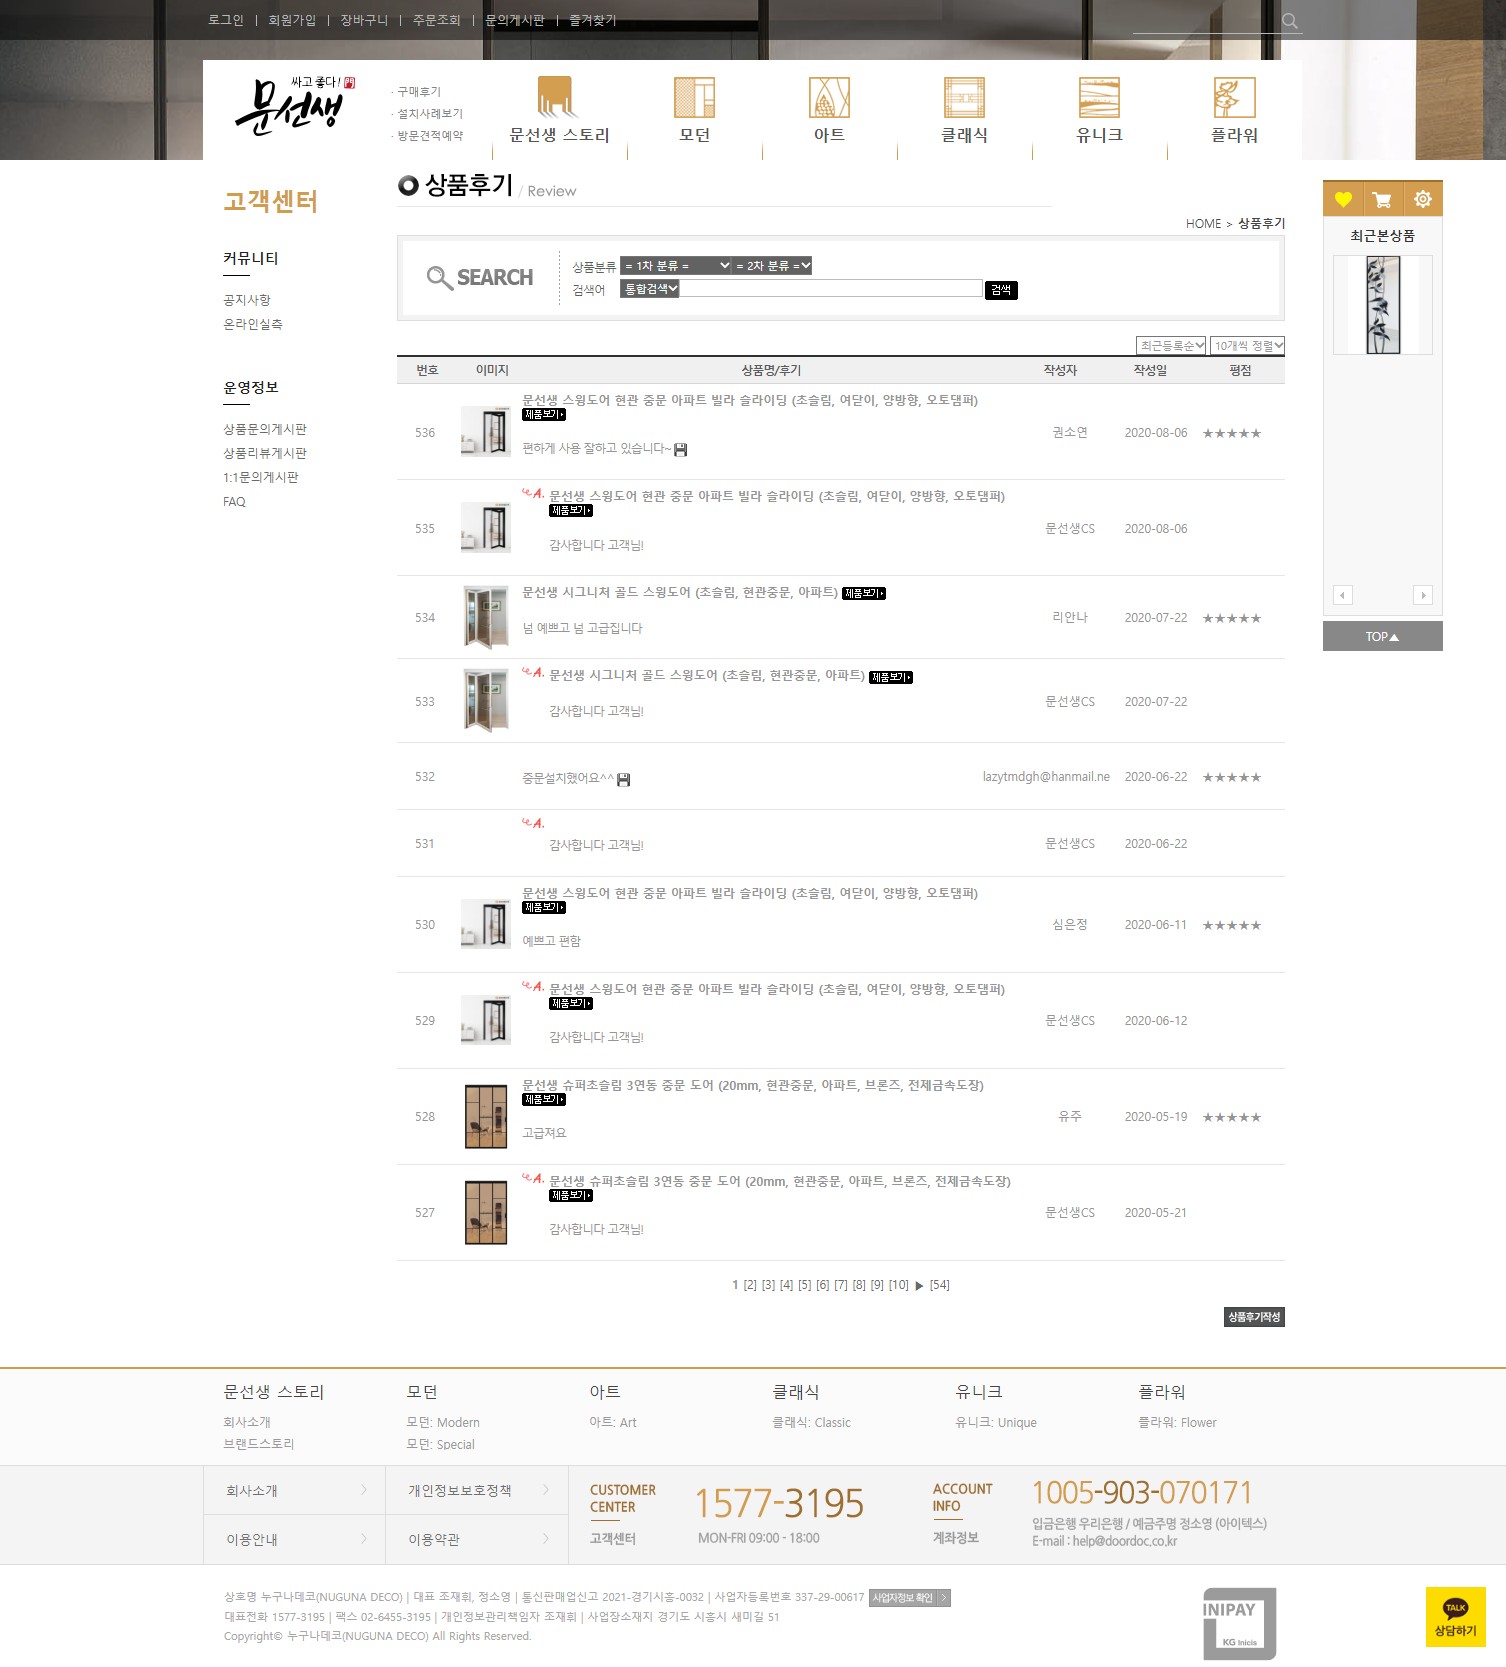 로그인 | 회원가입 | 장바구니 | 주문조회 | 문의게시판 | 즐겨찾기
싸고 좋다!
문선생
· 구매후기
· 설치사례보기
· 방문견적예약
문선생 스토리 모던 아트 클래식 유니크 플라워
고객센터
커뮤니티
공지사항
온라인실측
운영정보
상품문의게시판
상품리뷰게시판
1:1문의게시판
FAQ
상품후기 / Review
HOME > 상품후기
SEARCH
상품분류 = 1차 분류 = = 2차 분류 =
검색어 통합검색 검색
최근등록순 10개씩 정렬
번호 이미지 상품명/후기 작성자 작성일 평점
문선생 스윙도어 현관 중문 아파트 빌라 슬라이딩 (초슬림, 여닫이, 양방향, 오토댐퍼)
제품보기
536 권소연 2020-08-06 ★★★★★
편하게 사용 잘하고 있습니다~
A. 문선생 스윙도어 현관 중문 아파트 빌라 슬라이딩 (초슬림, 여닫이, 양방향, 오토댐퍼)
제품보기
535 문선생CS 2020-08-06
감사합니다 고객님!
문선생 시그니처 골드 스윙도어 (초슬림, 현관중문, 아파트) 제품보기
534 리안나 2020-07-22 ★★★★★
넘 예쁘고 넘 고급집니다
A. 문선생 시그니처 골드 스윙도어 (초슬림, 현관중문, 아파트) 제품보기
533 문선생CS 2020-07-22
감사합니다 고객님!
532 중문설치했어요^^ lazytmdgh@hanmail.ne 2020-06-22 ★★★★★
A.
531 감사합니다 고객님! 문선생CS 2020-06-22
문선생 스윙도어 현관 중문 아파트 빌라 슬라이딩 (초슬림, 여닫이, 양방향, 오토댐퍼)
제품보기
530 심은정 2020-06-11 ★★★★★
예쁘고 편함
A. 문선생 스윙도어 현관 중문 아파트 빌라 슬라이딩 (초슬림, 여닫이, 양방향, 오토댐퍼)
제품보기
529 문선생CS 2020-06-12
감사합니다 고객님!
문선생 슈퍼초슬림 3연동 중문 도어 (20mm, 현관중문, 아파트, 브론즈, 전제금속도장)
제품보기
528 유주 2020-05-19 ★★★★★
고급져요
A. 문선생 슈퍼초슬림 3연동 중문 도어 (20mm, 현관중문, 아파트, 브론즈, 전제금속도장)
제품보기
527 문선생CS 2020-05-21
감사합니다 고객님!
1 [2] [3] [4] [5] [6] [7] [8] [9] [10] ▶ [54]
상품후기작성
최근본상품
TOP▲
문선생 스토리 모던 아트 클래식 유니크 플라워
회사소개 모던: Modern 아트: Art 클래식: Classic 유니크: Unique 플라워: Flower
브랜드스토리 모던: Special
회사소개 개인정보보호정책
이용안내 이용약관
CUSTOMER
CENTER
고객센터
1577-3195
MON-FRI 09:00 - 18:00
ACCOUNT
INFO
계좌정보
1005-903-070171
입금은행 우리은행 / 예금주명 정소영 (아이텍스)
E-mail : help@doordoc.co.kr
상호명 누구나데코(NUGUNA DECO) | 대표 조재휘, 정소영 | 통신판매업신고 2021-경기시흥-0032 | 사업자등록번호 337-29-00617 사업자정보 확인
대표전화 1577-3195 | 팩스 02-6455-3195 | 개인정보관리책임자 조재휘 | 사업장소재지 경기도 시흥시 새미길 51
Copyright© 누구나데코(NUGUNA DECO) All Rights Reserved.
INIPAY
KG Inicis
TALK
상담하기